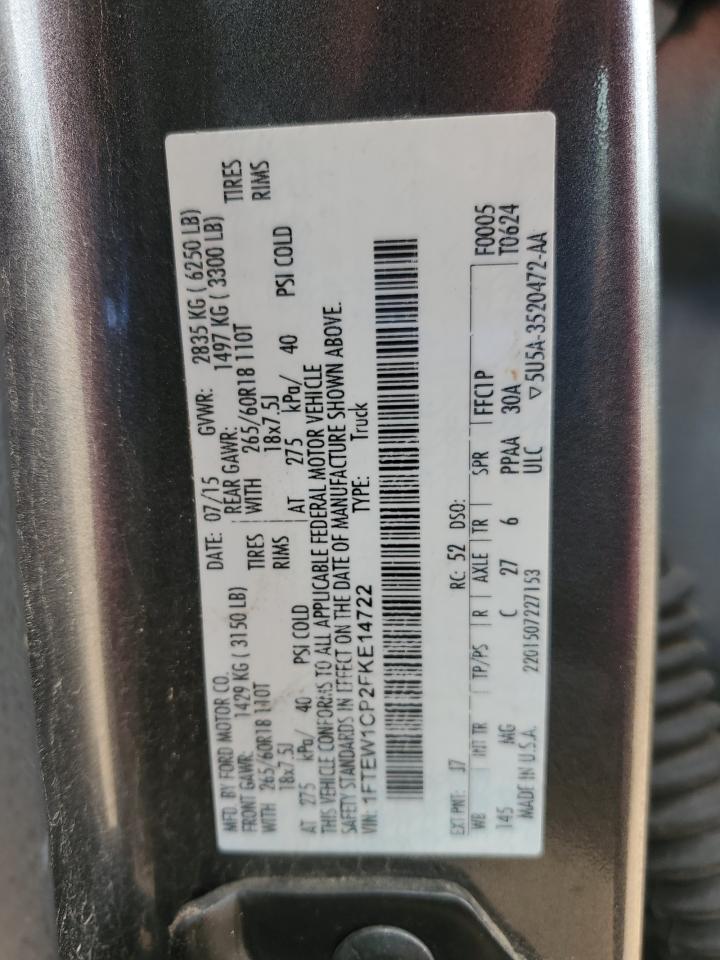 MFD. BY FORD MOTOR CO.
DATE: 07/15 GVWR: 2835 KG ( 6250 LB)
FRONT GAWR: 1429 KG ( 3150 LB)
REAR GAWR: 1497 KG ( 3300 LB)
WITH 265/60R18 110T TIRES
WITH 265/60R18 110T TIRES
18x7.5J RIMS
18x7.5J RIMS
AT 275 kPa/ 40 PSI COLD
AT 275 kPa/ 40 PSI COLD
THIS VEHICLE CONFORMS TO ALL APPLICABLE FEDERAL MOTOR VEHICLE
SAFETY STANDARDS IN EFFECT ON THE DATE OF MANUFACTURE SHOWN ABOVE.
VIN: 1FTEW1CP2FKE14722 TYPE: Truck
F0005
T0624
EXT PNT: J7 RC: 52 DSO:
WB INT TR TP/PS R AXLE TR SPR FFC1P
145 MG C 27 6 PPAA 30A
MADE IN U.S.A. 2201507227153 ULC ▽5U5A-3520472-AA